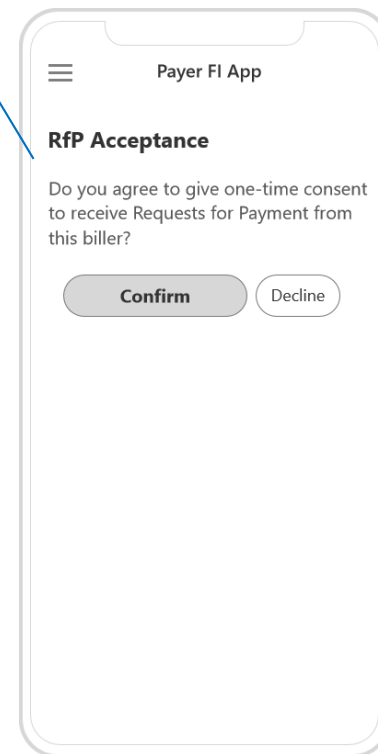 Payer FI App
RfP Acceptance
Do you agree to give one-time consent
to receive Requests for Payment from
this biller?
Confirm Decline